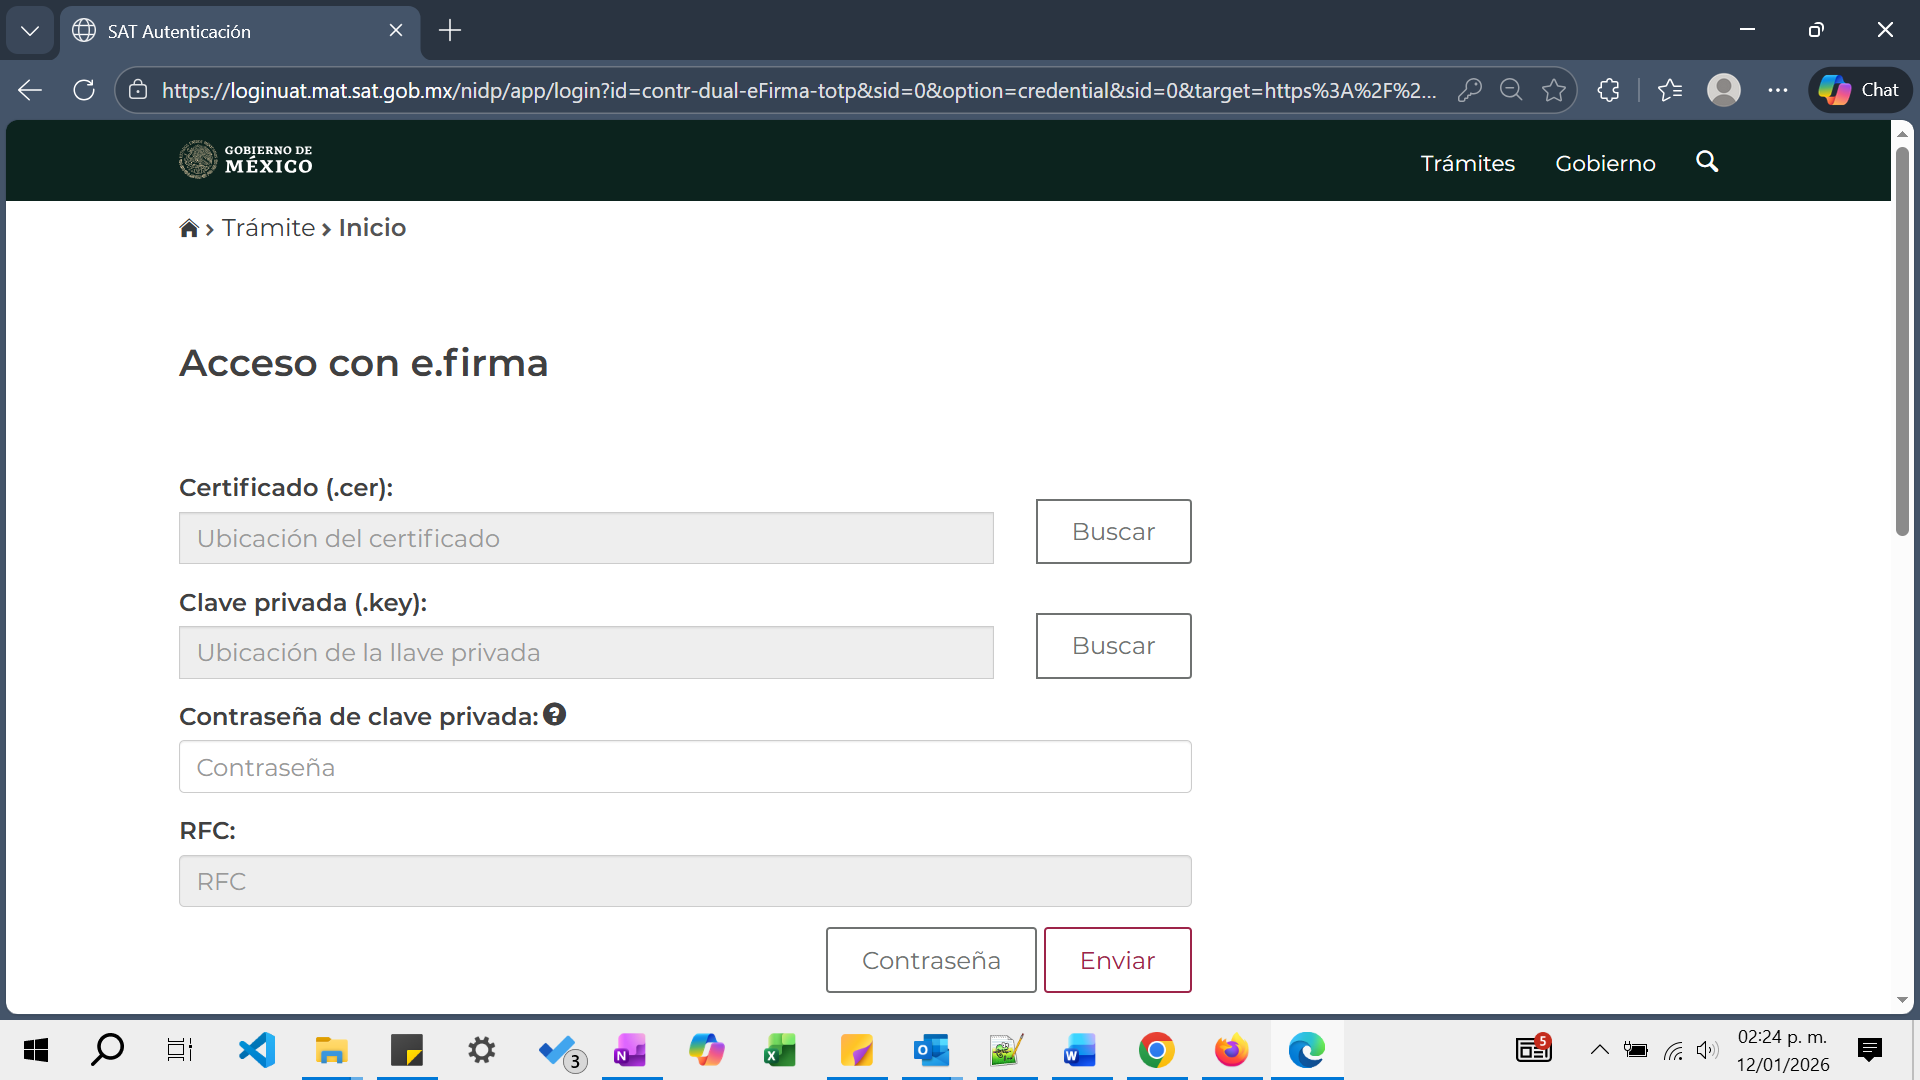 SAT Autenticación
https://loginuat.mat.sat.gob.mx/nidp/app/login?id=contr-dual-eFirma-totp&sid=0&option=credential&sid=0&target=https%3A%2F%2...
Chat
GOBIERNO DE
MÉXICO
Trámites
Gobierno
Trámite
Inicio
Acceso con e.firma
Certificado (.cer):
Ubicación del certificado
Buscar
Clave privada (.key):
Ubicación de la llave privada
Buscar
Contraseña de clave privada:
Contraseña
RFC:
RFC
Contraseña
Enviar
3
5
02:24 p. m.
12/01/2026